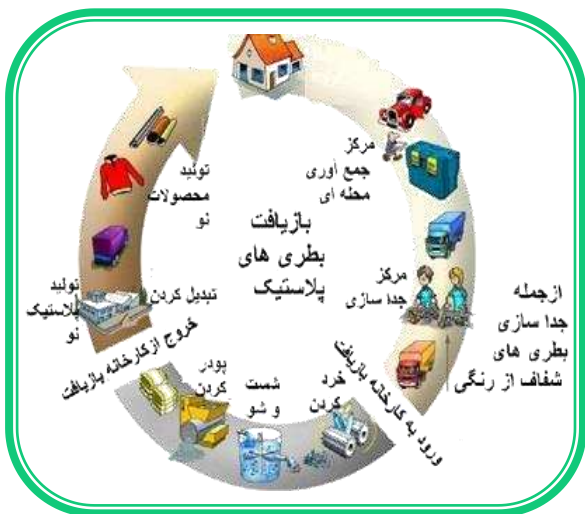 بازیافت
بطری های
پلاستیک
مرکز
جمع آوری
محله ای
مرکز
جدا سازی
ازجمله
جدا سازی
بطری های
شفاف از رنگی
ورود به کارخانه بازیافت
خرد
کردن
شست
و شو
پودر
کردن
خروج ازکارخانه بازیافت
تبدیل کردن
تولید
پلاستیک
نو
تولید
محصولات
نو